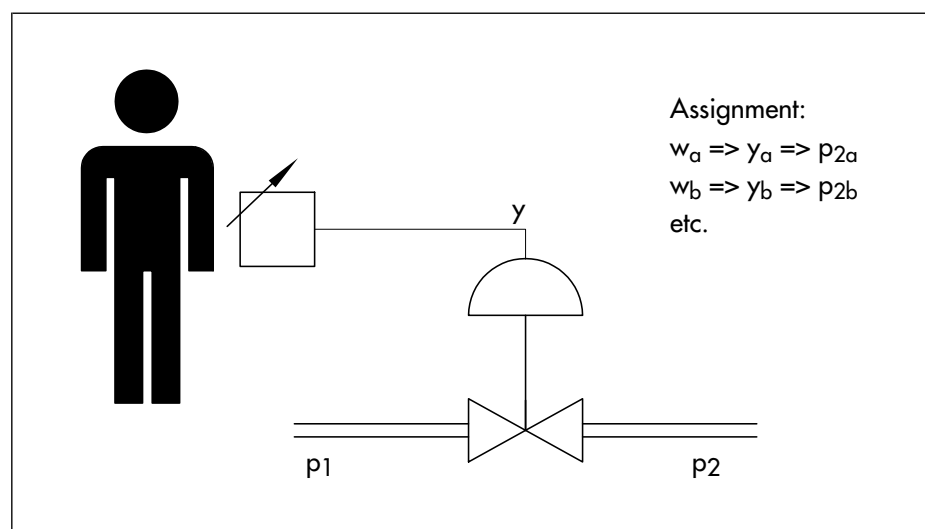 Assignment:
wa => ya => p2a
wb => yb => p2b
etc.
y
p1
p2